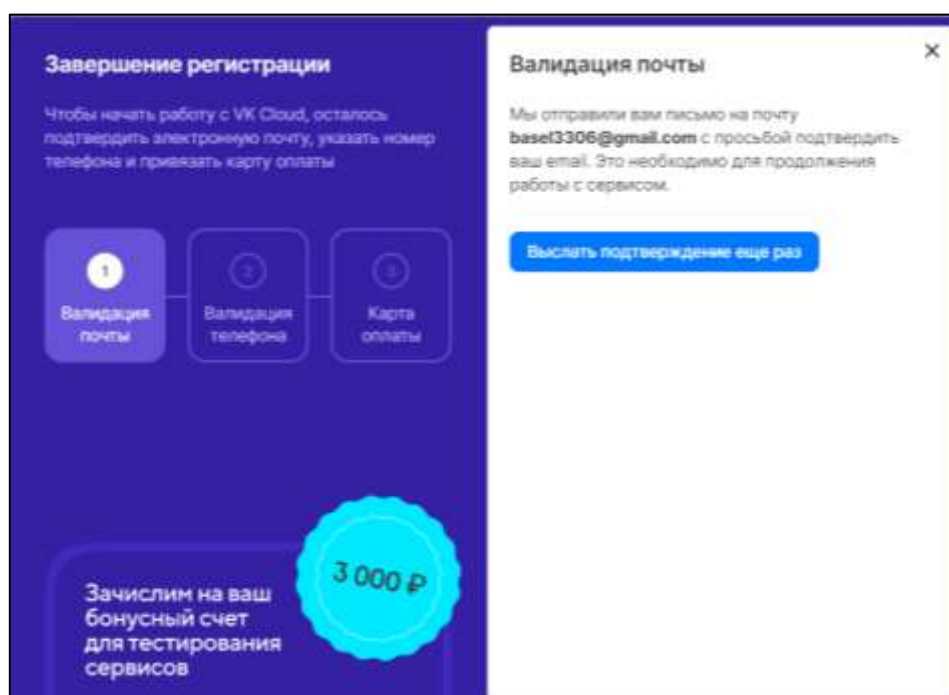 Завершение регистрации
Чтобы начать работу с VK Cloud, осталось
подтвердить электронную почту, указать номер
телефона и привязать карту оплаты
1
Валидация
почты
2
Валидация
телефона
3
Карта
оплаты
3 000 ₽
Зачислим на ваш
бонусный счет
для тестирования
сервисов
Валидация почты
Мы отправили вам письмо на почту
basel3306@gmail.com с просьбой подтвердить
ваш email. Это необходимо для продолжения
работы с сервисом.
Выслать подтверждение еще раз